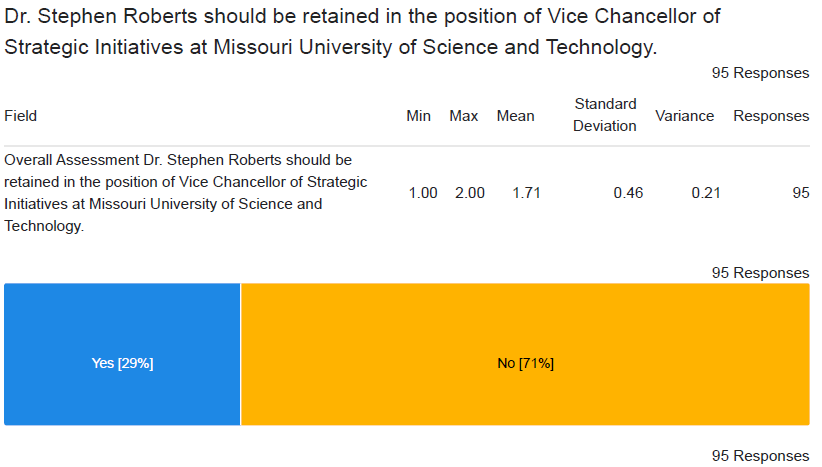 Dr. Stephen Roberts should be retained in the position of Vice Chancellor of
Strategic Initiatives at Missouri University of Science and Technology.
95 Responses
Field Min Max Mean Standard Deviation Variance Responses
Overall Assessment Dr. Stephen Roberts should be
retained in the position of Vice Chancellor of Strategic
Initiatives at Missouri University of Science and
Technology.
1.00 2.00 1.71 0.46 0.21 95
95 Responses
Yes [29%] No [71%]
95 Responses